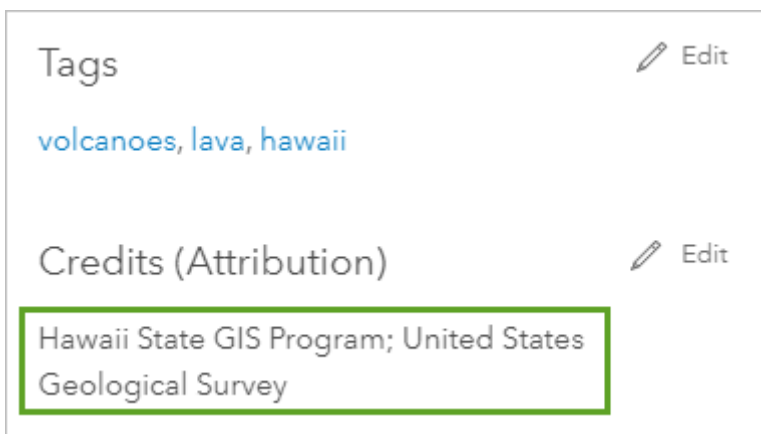 Tags
Edit
volcanoes, lava, hawaii
Credits (Attribution)
Edit
Hawaii State GIS Program; United States
Geological Survey